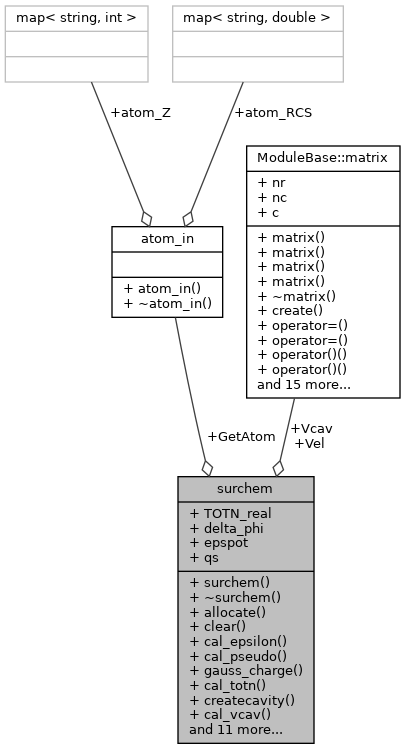 map< string, int >
map< string, double >
+atom_Z
+atom_RCS
ModuleBase::matrix
+ nr
+ nc
+ c
+ matrix()
+ matrix()
+ matrix()
+ matrix()
+ ~matrix()
+ create()
+ operator=()
+ operator=()
+ operator()()
+ operator()()
and 15 more...
atom_in
+ atom_in()
+ ~atom_in()
+GetAtom
+Vcav
+Vel
surchem
+ TOTN_real
+ delta_phi
+ epspot
+ qs
+ surchem()
+ ~surchem()
+ allocate()
+ clear()
+ cal_epsilon()
+ cal_pseudo()
+ gauss_charge()
+ cal_totn()
+ createcavity()
+ cal_vcav()
and 11 more...